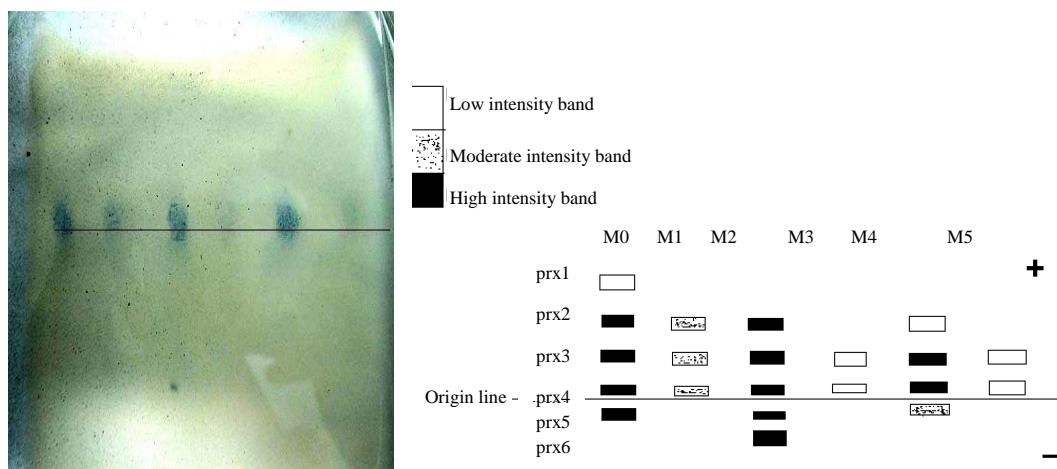 Low intensity band
Moderate intensity band
High intensity band
M0 M1 M2 M3 M4 M5
prx1
+
prx2
prx3
Origin line – .prx4
prx5
prx6
–